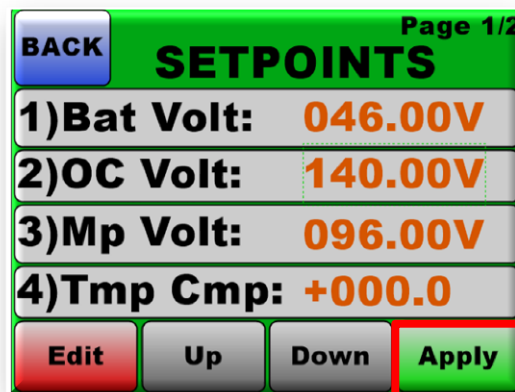 BACK
Page 1/2
SETPOINTS
1)Bat Volt: 046.00V
2)OC Volt: 140.00V
3)Mp Volt: 096.00V
4)Tmp Cmp: +000.0
Edit Up Down Apply